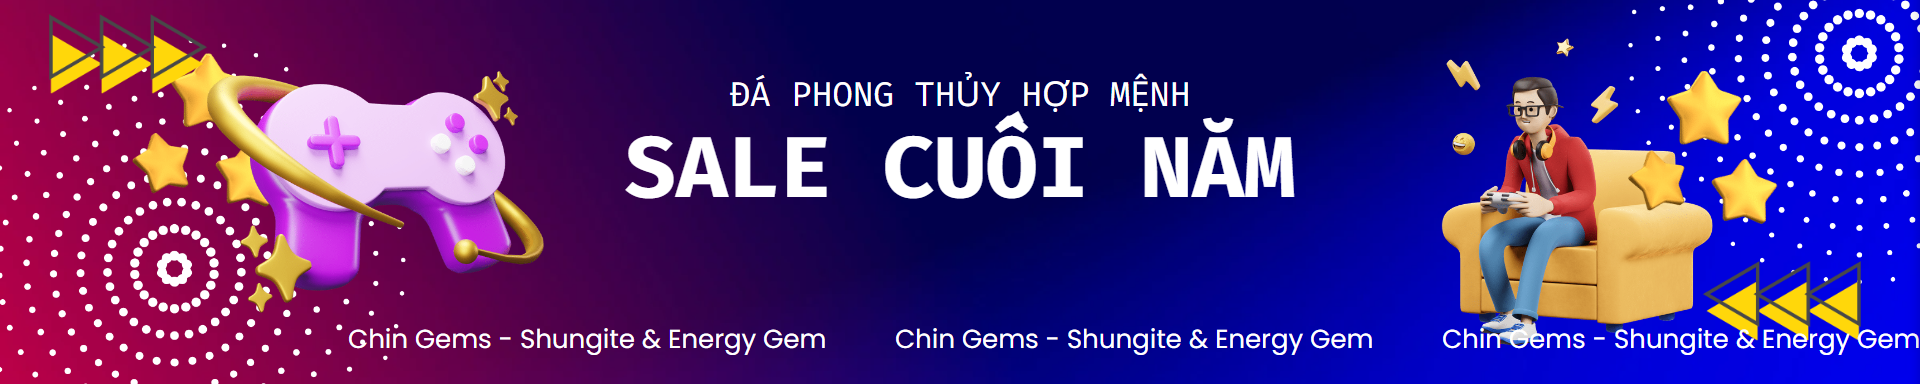 ĐÁ PHONG THỦY HỢP MỆNH
SALE CUỐI NĂM
Chin Gems - Shungite & Energy Gem Chin Gems - Shungite & Energy Gem Chin Gems - Shungite & Energy Gem